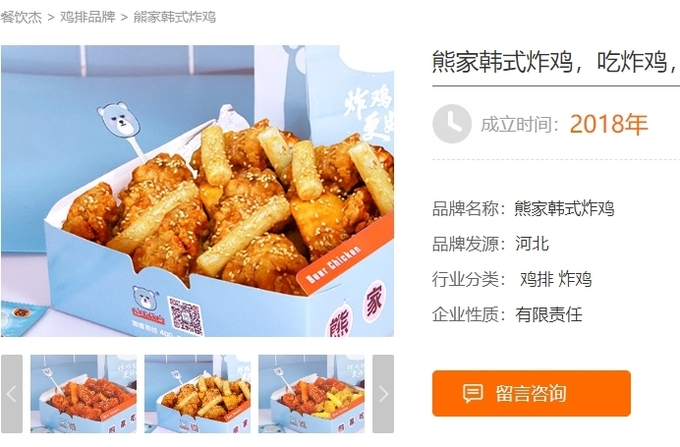 餐饮杰 > 鸡排品牌 > 熊家韩式炸鸡
熊家韩式炸鸡，吃炸鸡，
成立时间：2018年
炸鸡
更好
Bear Chicken
熊家
品牌名称：熊家韩式炸鸡
品牌发源：河北
行业分类：鸡排 炸鸡
企业性质：有限责任
留言咨询